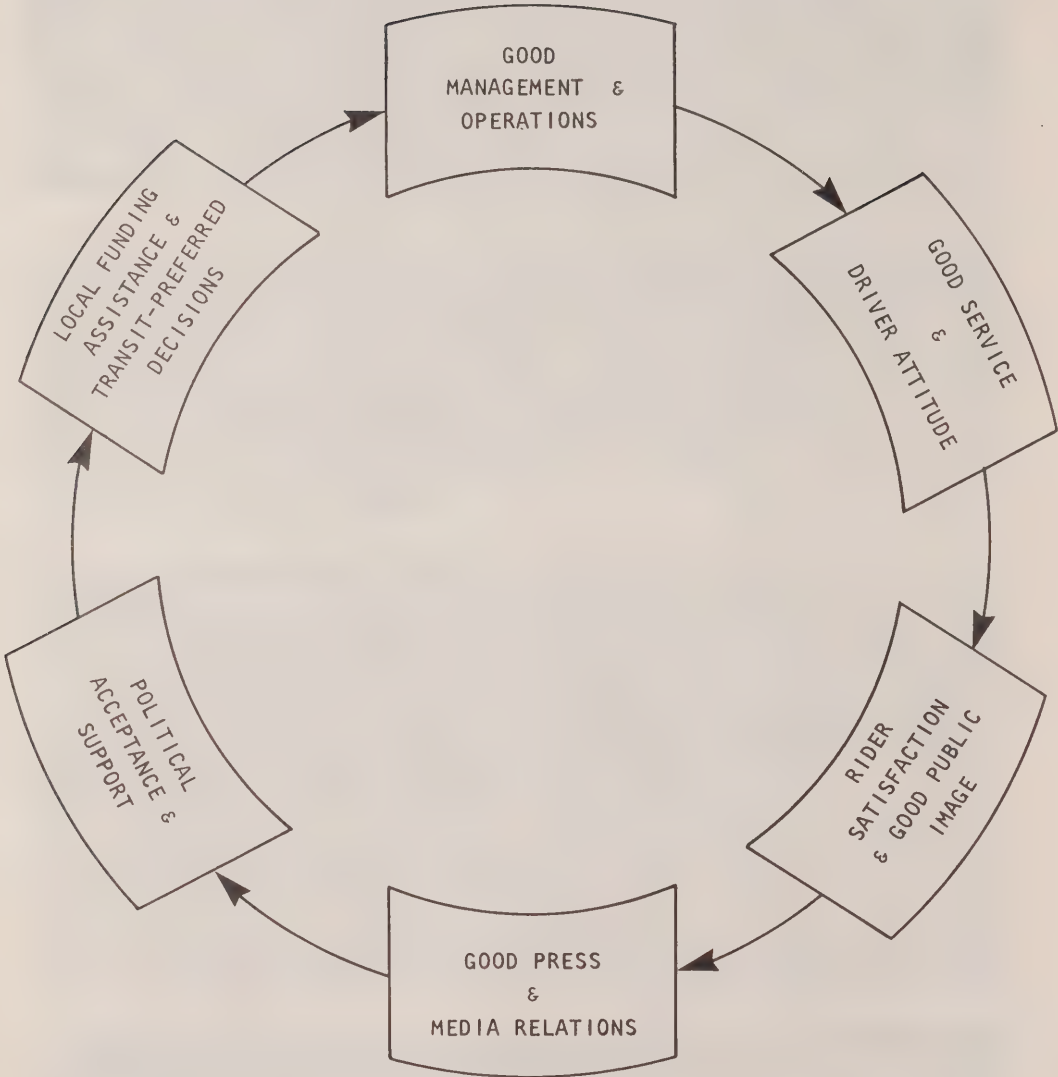 GOOD
MANAGEMENT &
OPERATIONS
GOOD SERVICE
&
DRIVER ATTITUDE
RIDER
SATISFACTION
& GOOD PUBLIC
IMAGE
GOOD PRESS
&
MEDIA RELATIONS
POLITICAL
ACCEPTANCE &
SUPPORT
LOCAL FUNDING
ASSISTANCE &
TRANSIT-PREFERRED
DECISIONS